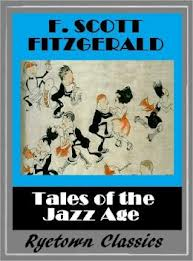 F. SCOTT
FITZGERALD
Tales of the
Jazz Age
Ryetown Classics